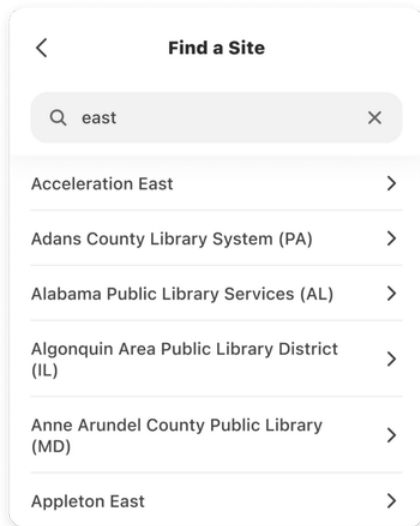 Find a Site
east
Acceleration East
Adans County Library System (PA)
Alabama Public Library Services (AL)
Algonquin Area Public Library District
(IL)
Anne Arundel County Public Library
(MD)
Appleton East